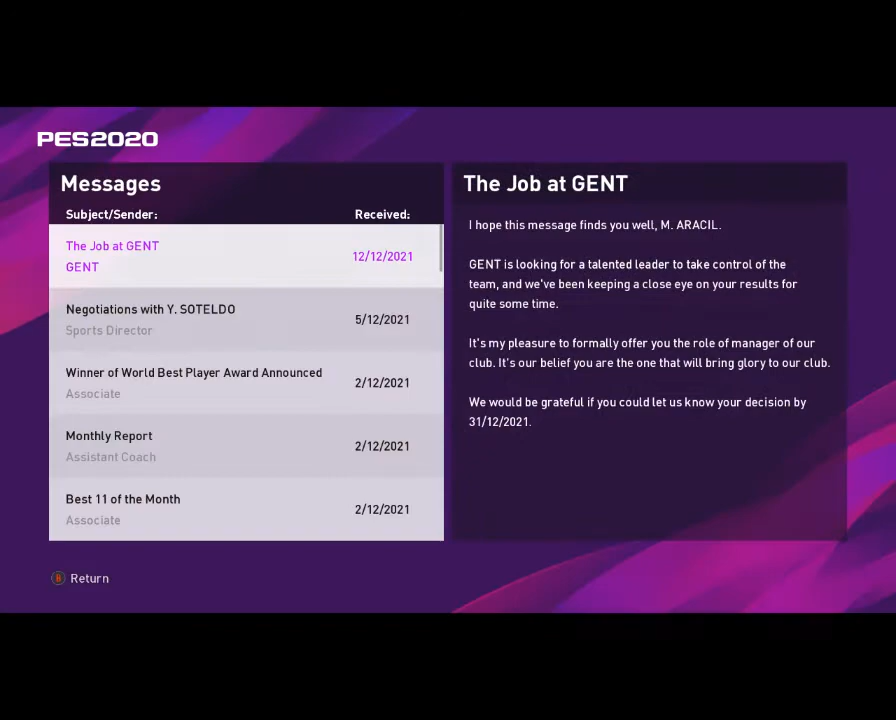 PES2020
Messages
Subject/Sender: Received:
The Job at GENT
GENT
12/12/2021
Negotiations with Y. SOTELDO
Sports Director
5/12/2021
Winner of World Best Player Award Announced
Associate
2/12/2021
Monthly Report
Assistant Coach
2/12/2021
Best 11 of the Month
Associate
2/12/2021
The Job at GENT
I hope this message finds you well, M. ARACIL.
GENT is looking for a talented leader to take control of the
team, and we've been keeping a close eye on your results for
quite some time.
It's my pleasure to formally offer you the role of manager of our
club. It's our belief you are the one that will bring glory to our club.
We would be grateful if you could let us know your decision by
31/12/2021.
B Return